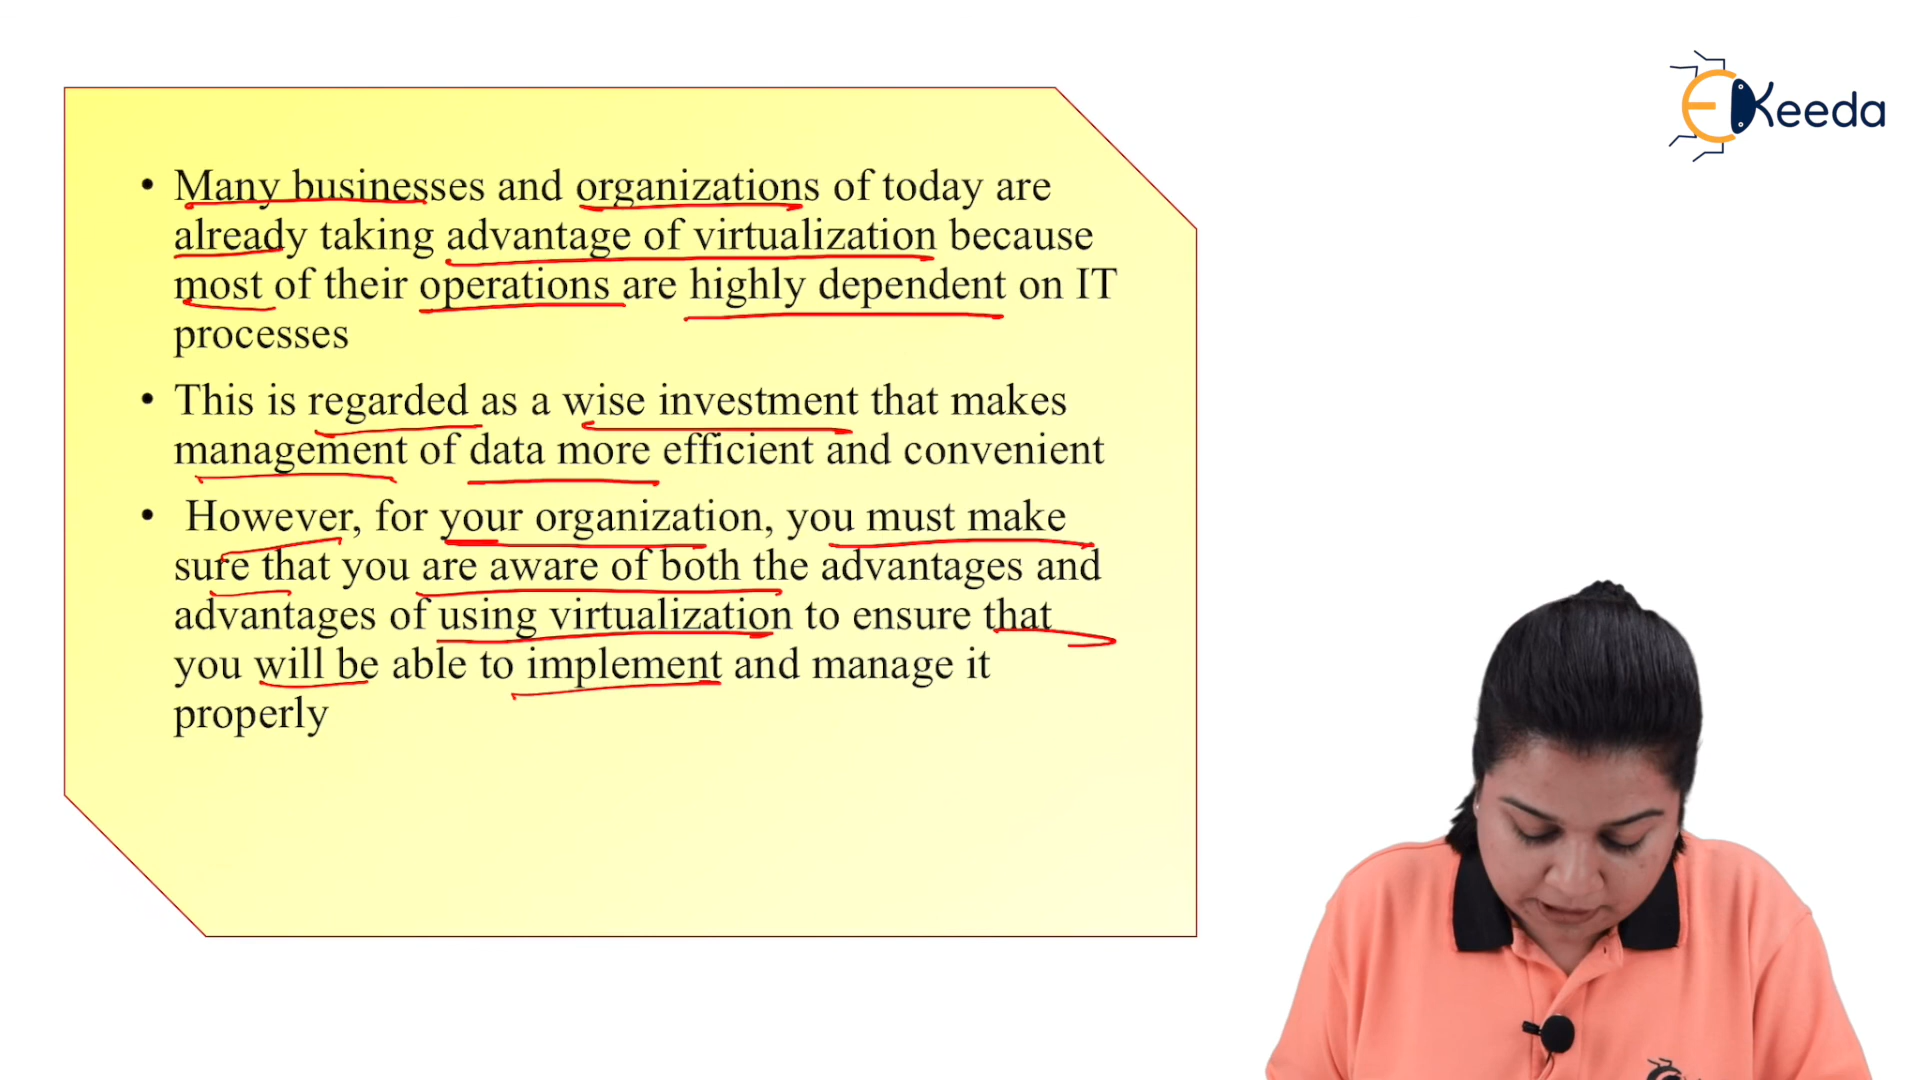 EKeeda
• Many businesses and organizations of today are
already taking advantage of virtualization because
most of their operations are highly dependent on IT
processes
• This is regarded as a wise investment that makes
management of data more efficient and convenient
• However, for your organization, you must make
sure that you are aware of both the advantages and
advantages of using virtualization to ensure that
you will be able to implement and manage it
properly